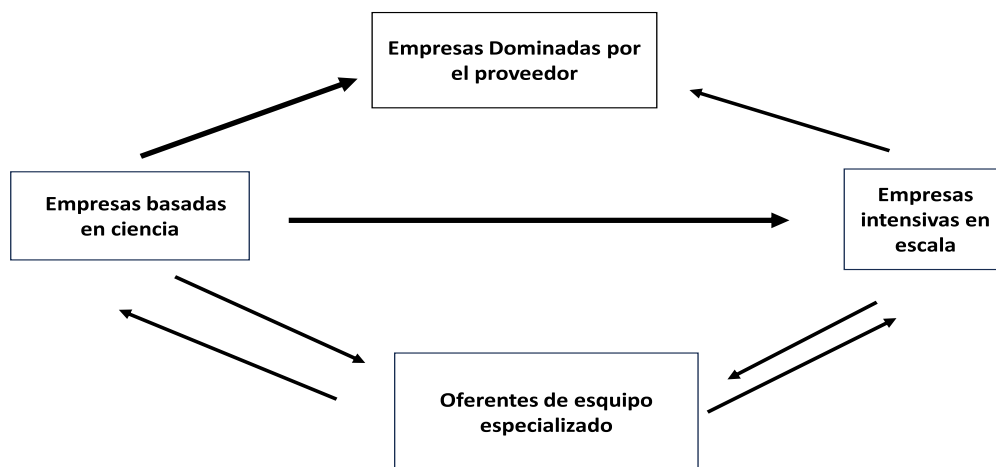 Empresas Dominadas por
el proveedor
Empresas basadas
en ciencia
Empresas
intensivas en
escala
Oferentes de esquipo
especializado